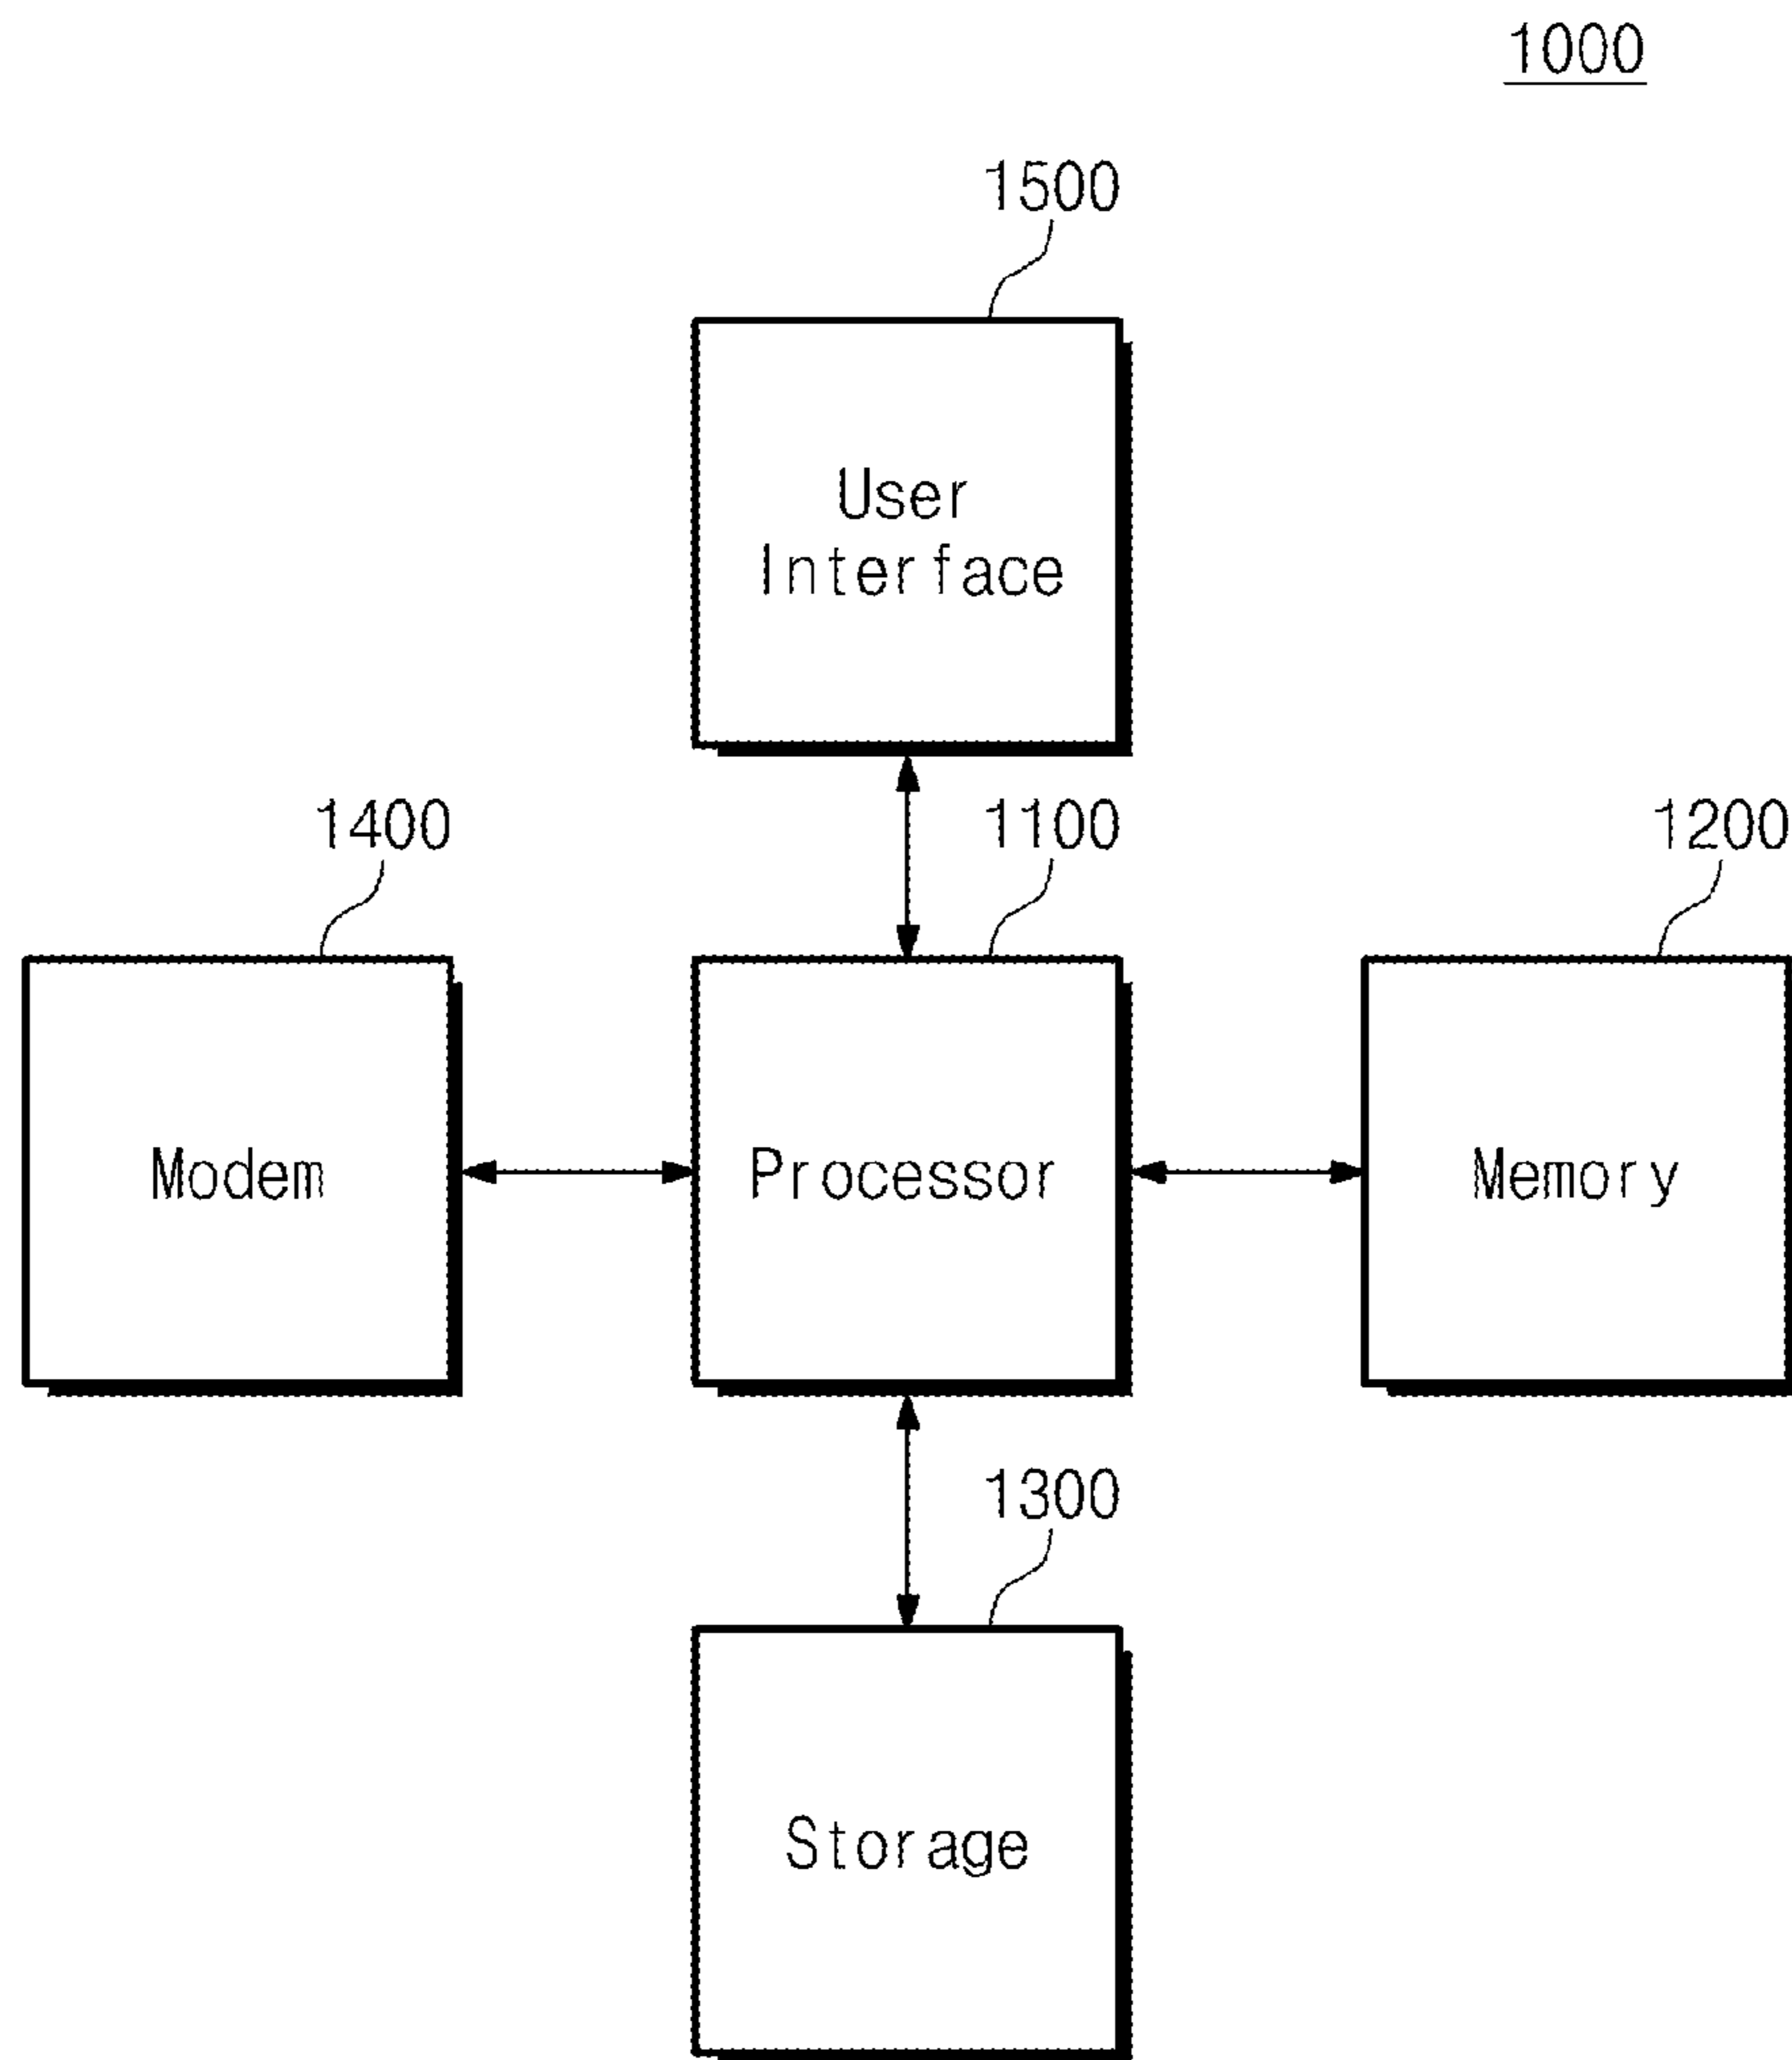 1000
1500
User
Interface
1400
1100
1200
Modem
Processor
Memory
1300
Storage